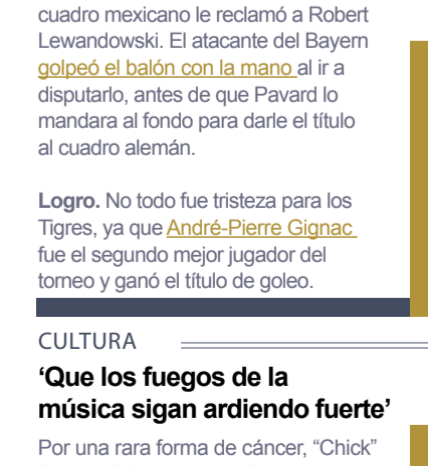 cuadro mexicano le reclamó a Robert
Lewandowski. El atacante del Bayern
golpeó el balón con la mano al ir a
disputarlo, antes de que Pavard lo
mandara al fondo para darle el título
al cuadro alemán.
Logro. No todo fue tristeza para los
Tigres, ya que André-Pierre Gignac
fue el segundo mejor jugador del
torneo y ganó el título de goleo.
CULTURA
‘Que los fuegos de la
música sigan ardiendo fuerte’
Por una rara forma de cáncer, “Chick”